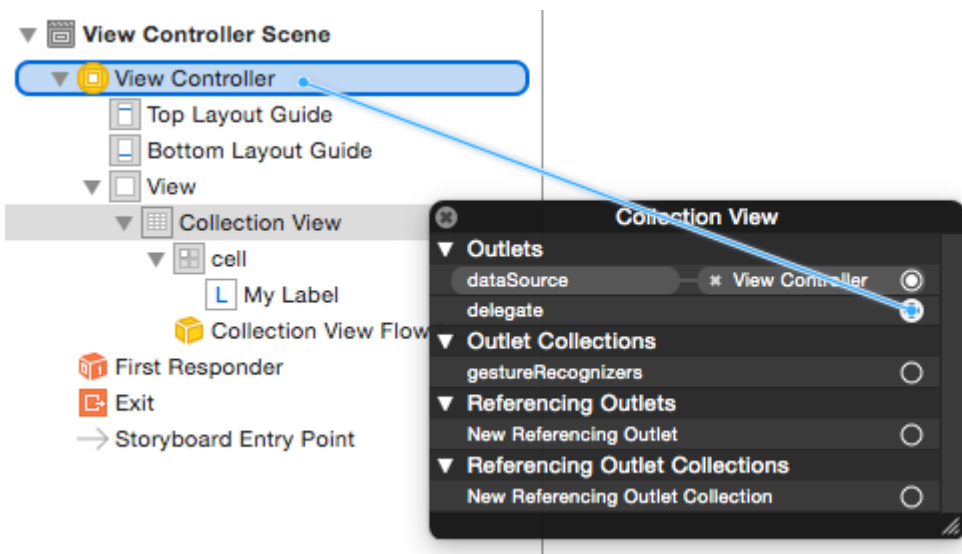 View Controller Scene
View Controller
Top Layout Guide
Bottom Layout Guide
View
Collection View
cell
L My Label
Collection View Flow
First Responder
Exit
Storyboard Entry Point
Collection View
Outlets
dataSource View Controller
delegate
Outlet Collections
gestureRecognizers
Referencing Outlets
New Referencing Outlet
Referencing Outlet Collections
New Referencing Outlet Collection